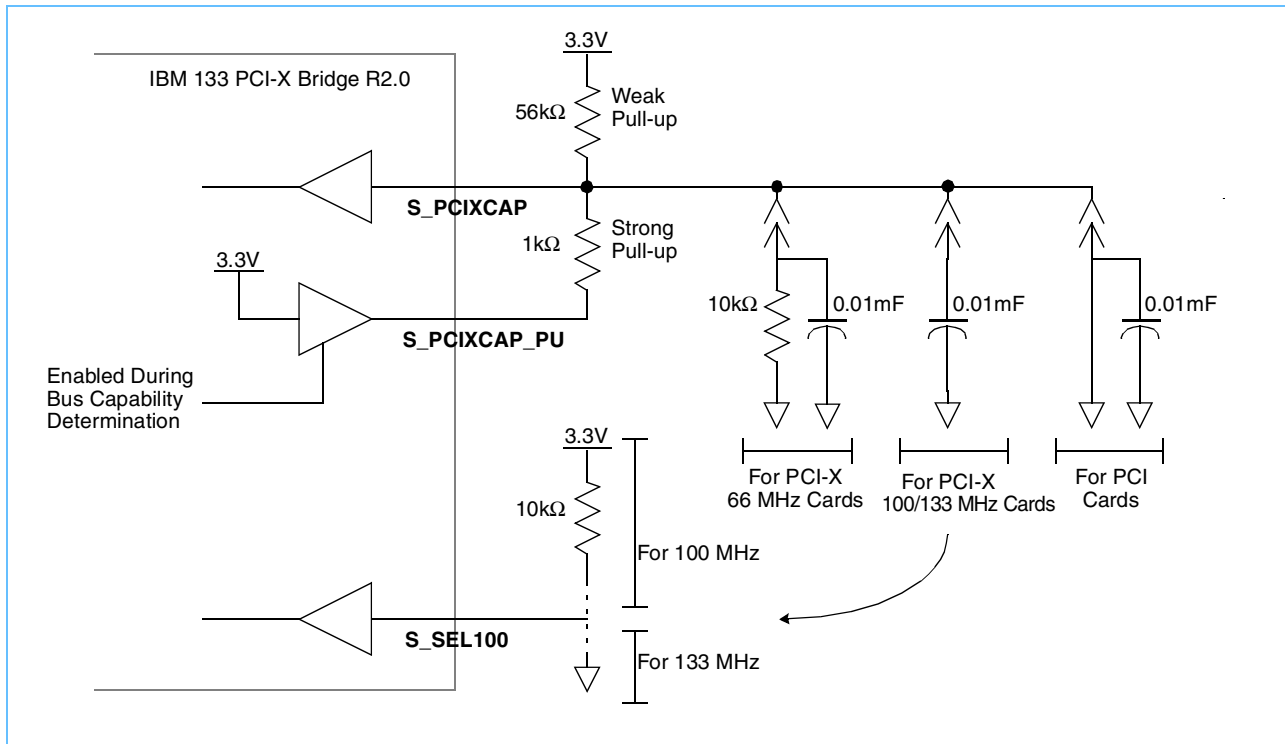 3.3V
IBM 133 PCI-X Bridge R2.0
56kΩ
Weak
Pull-up
S_PCIXCAP
1kΩ
Strong
Pull-up
3.3V
S_PCIXCAP_PU
10kΩ
0.01mF
0.01mF
0.01mF
Enabled During
Bus Capability
Determination
3.3V
For PCI-X
66 MHz Cards
For PCI-X
100/133 MHz Cards
For PCI
Cards
10kΩ
For 100 MHz
S_SEL100
For 133 MHz